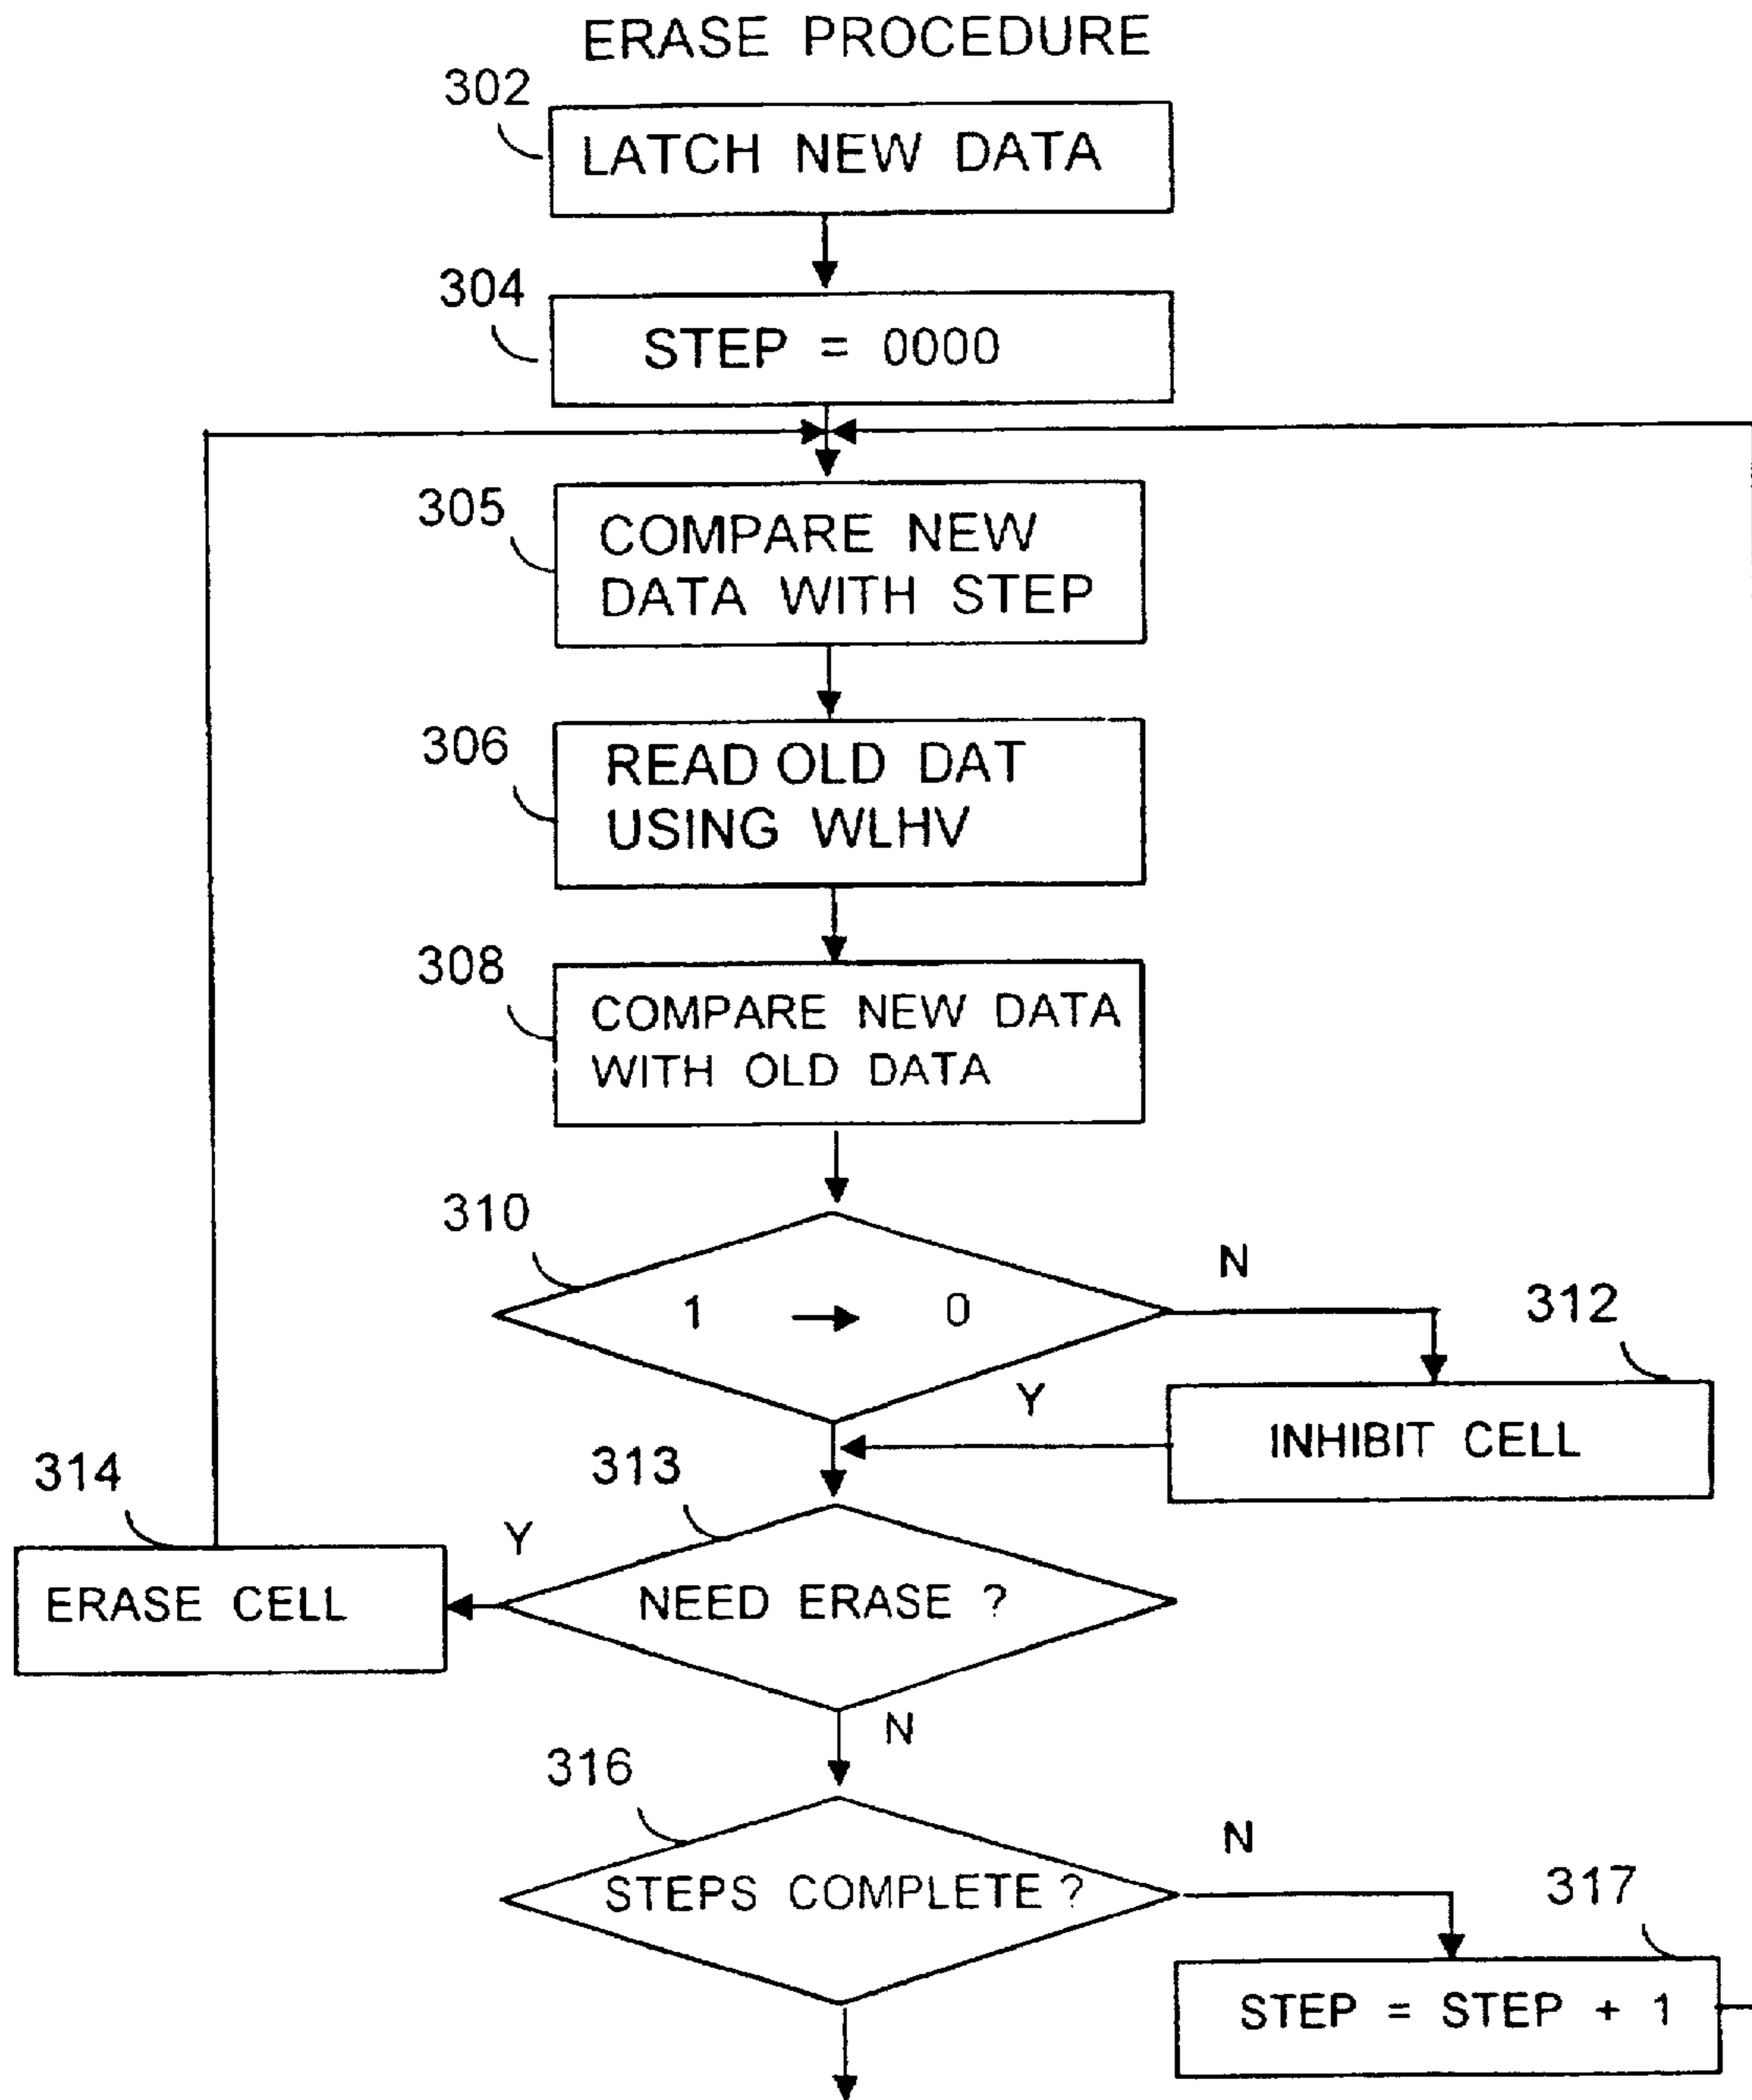 ERASE PROCEDURE
302
LATCH NEW DATA
304
STEP = 0000
305
COMPARE NEW
DATA WITH STEP
306
READ OLD DAT
USING WLHV
308
COMPARE NEW DATA
WITH OLD DATA
310
1 → 0
N
312
INHIBIT CELL
Y
313
NEED ERASE ?
Y
314
ERASE CELL
N
316
STEPS COMPLETE ?
N
317
STEP = STEP + 1